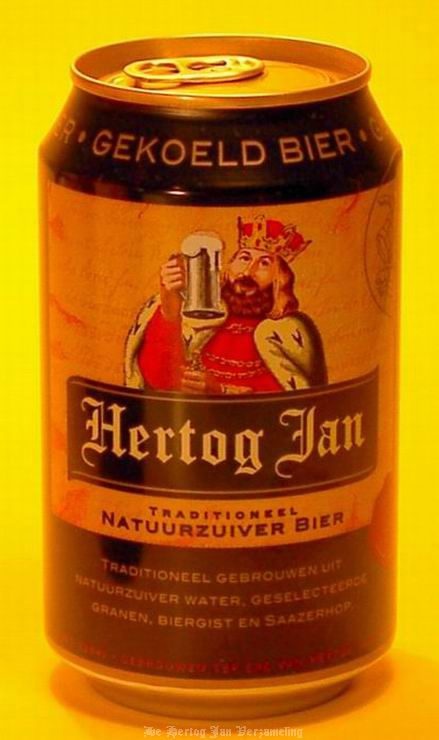 GEKOELD BIER
Hertog Jan
TRADITIONEEL
NATUURZUIVER BIER
TRADITIONEEL GEBROUWEN UIT
NATUURZUIVER WATER, GESELECTEERDE
GRANEN, BIERGIST EN SAAZERHOP.
GEBROUWEN
De Hertog Jan Verzameling